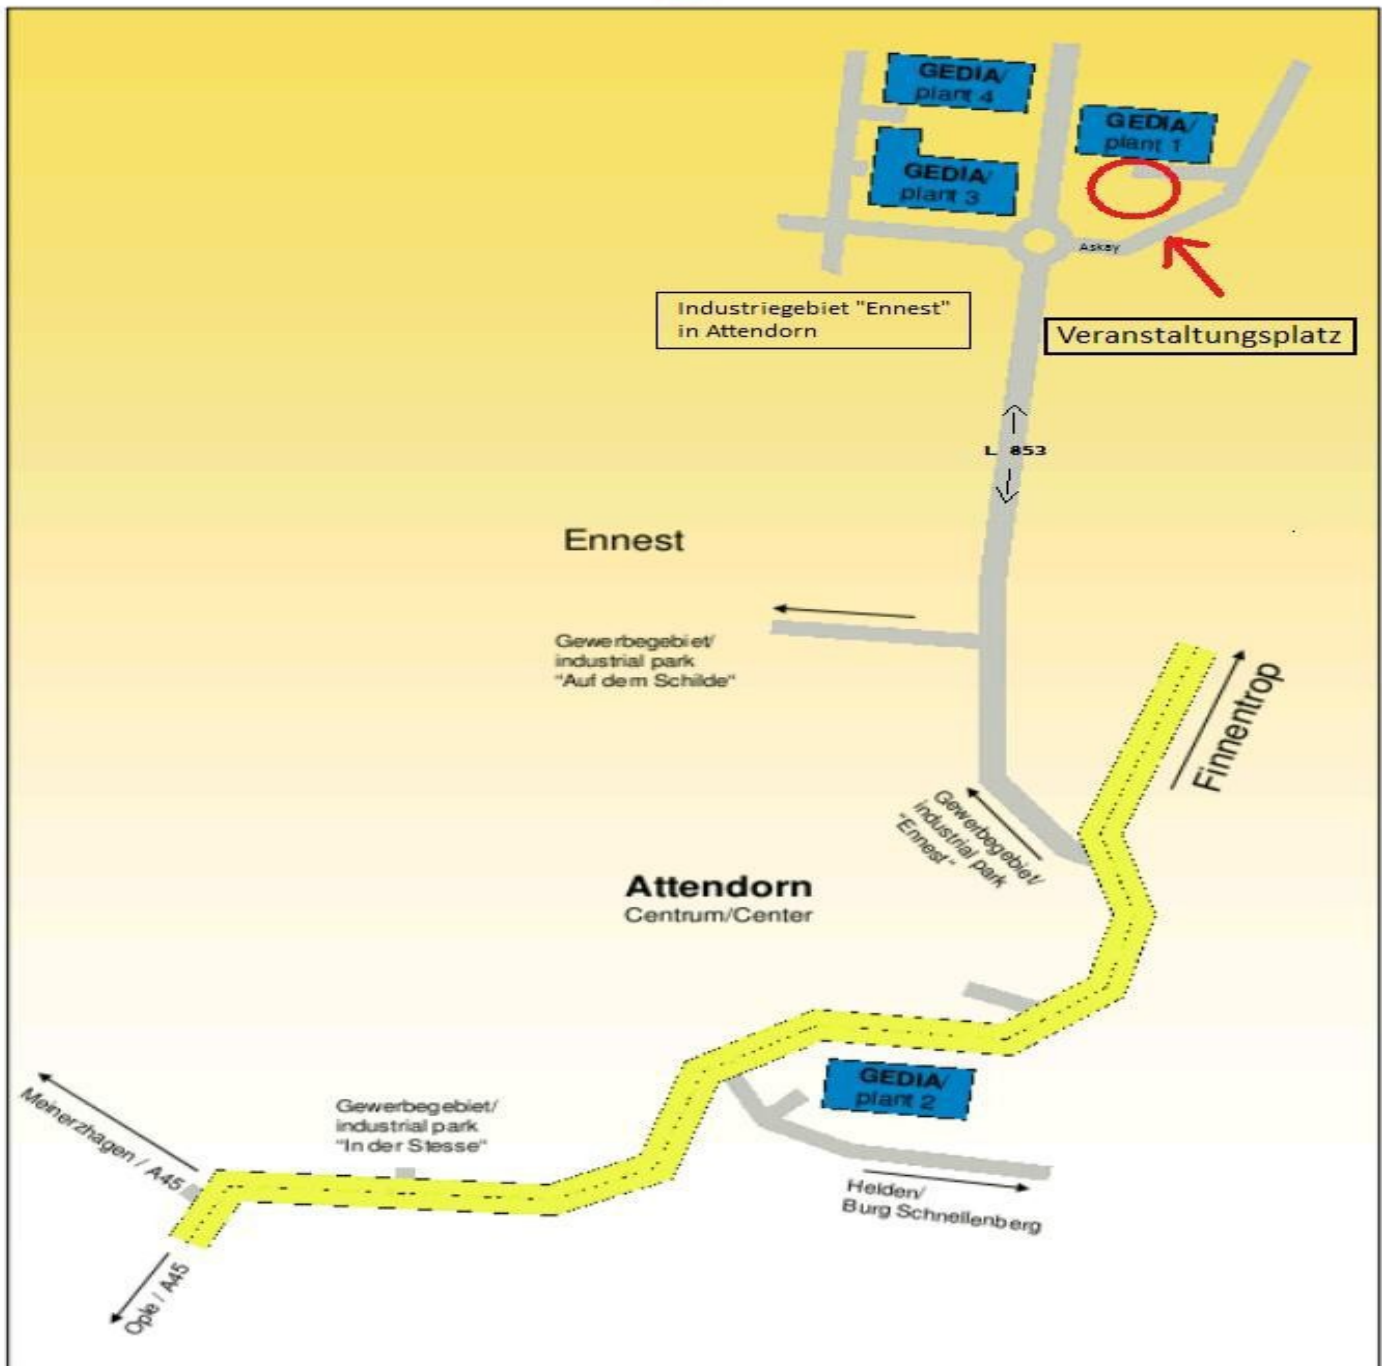 GEDIA/
plant 4
GEDIA/
plant 1
GEDIA/
plant 3
Askay
Industriegebiet "Ennest"
in Attendorn
Veranstaltungsplatz
L 853
Ennest
Gewerbegebiet/
industrial park
"Auf dem Schilde"
Finnentrop
Gewerbegebiet/
industrial park
"Ennest"
Attendorn
Centrum/Center
GEDIA/
plant 2
Meinerzhagen / A45
Gewerbegebiet/
industrial park
"In der Stesse"
Helden/
Burg Schnellenberg
Ople / A45